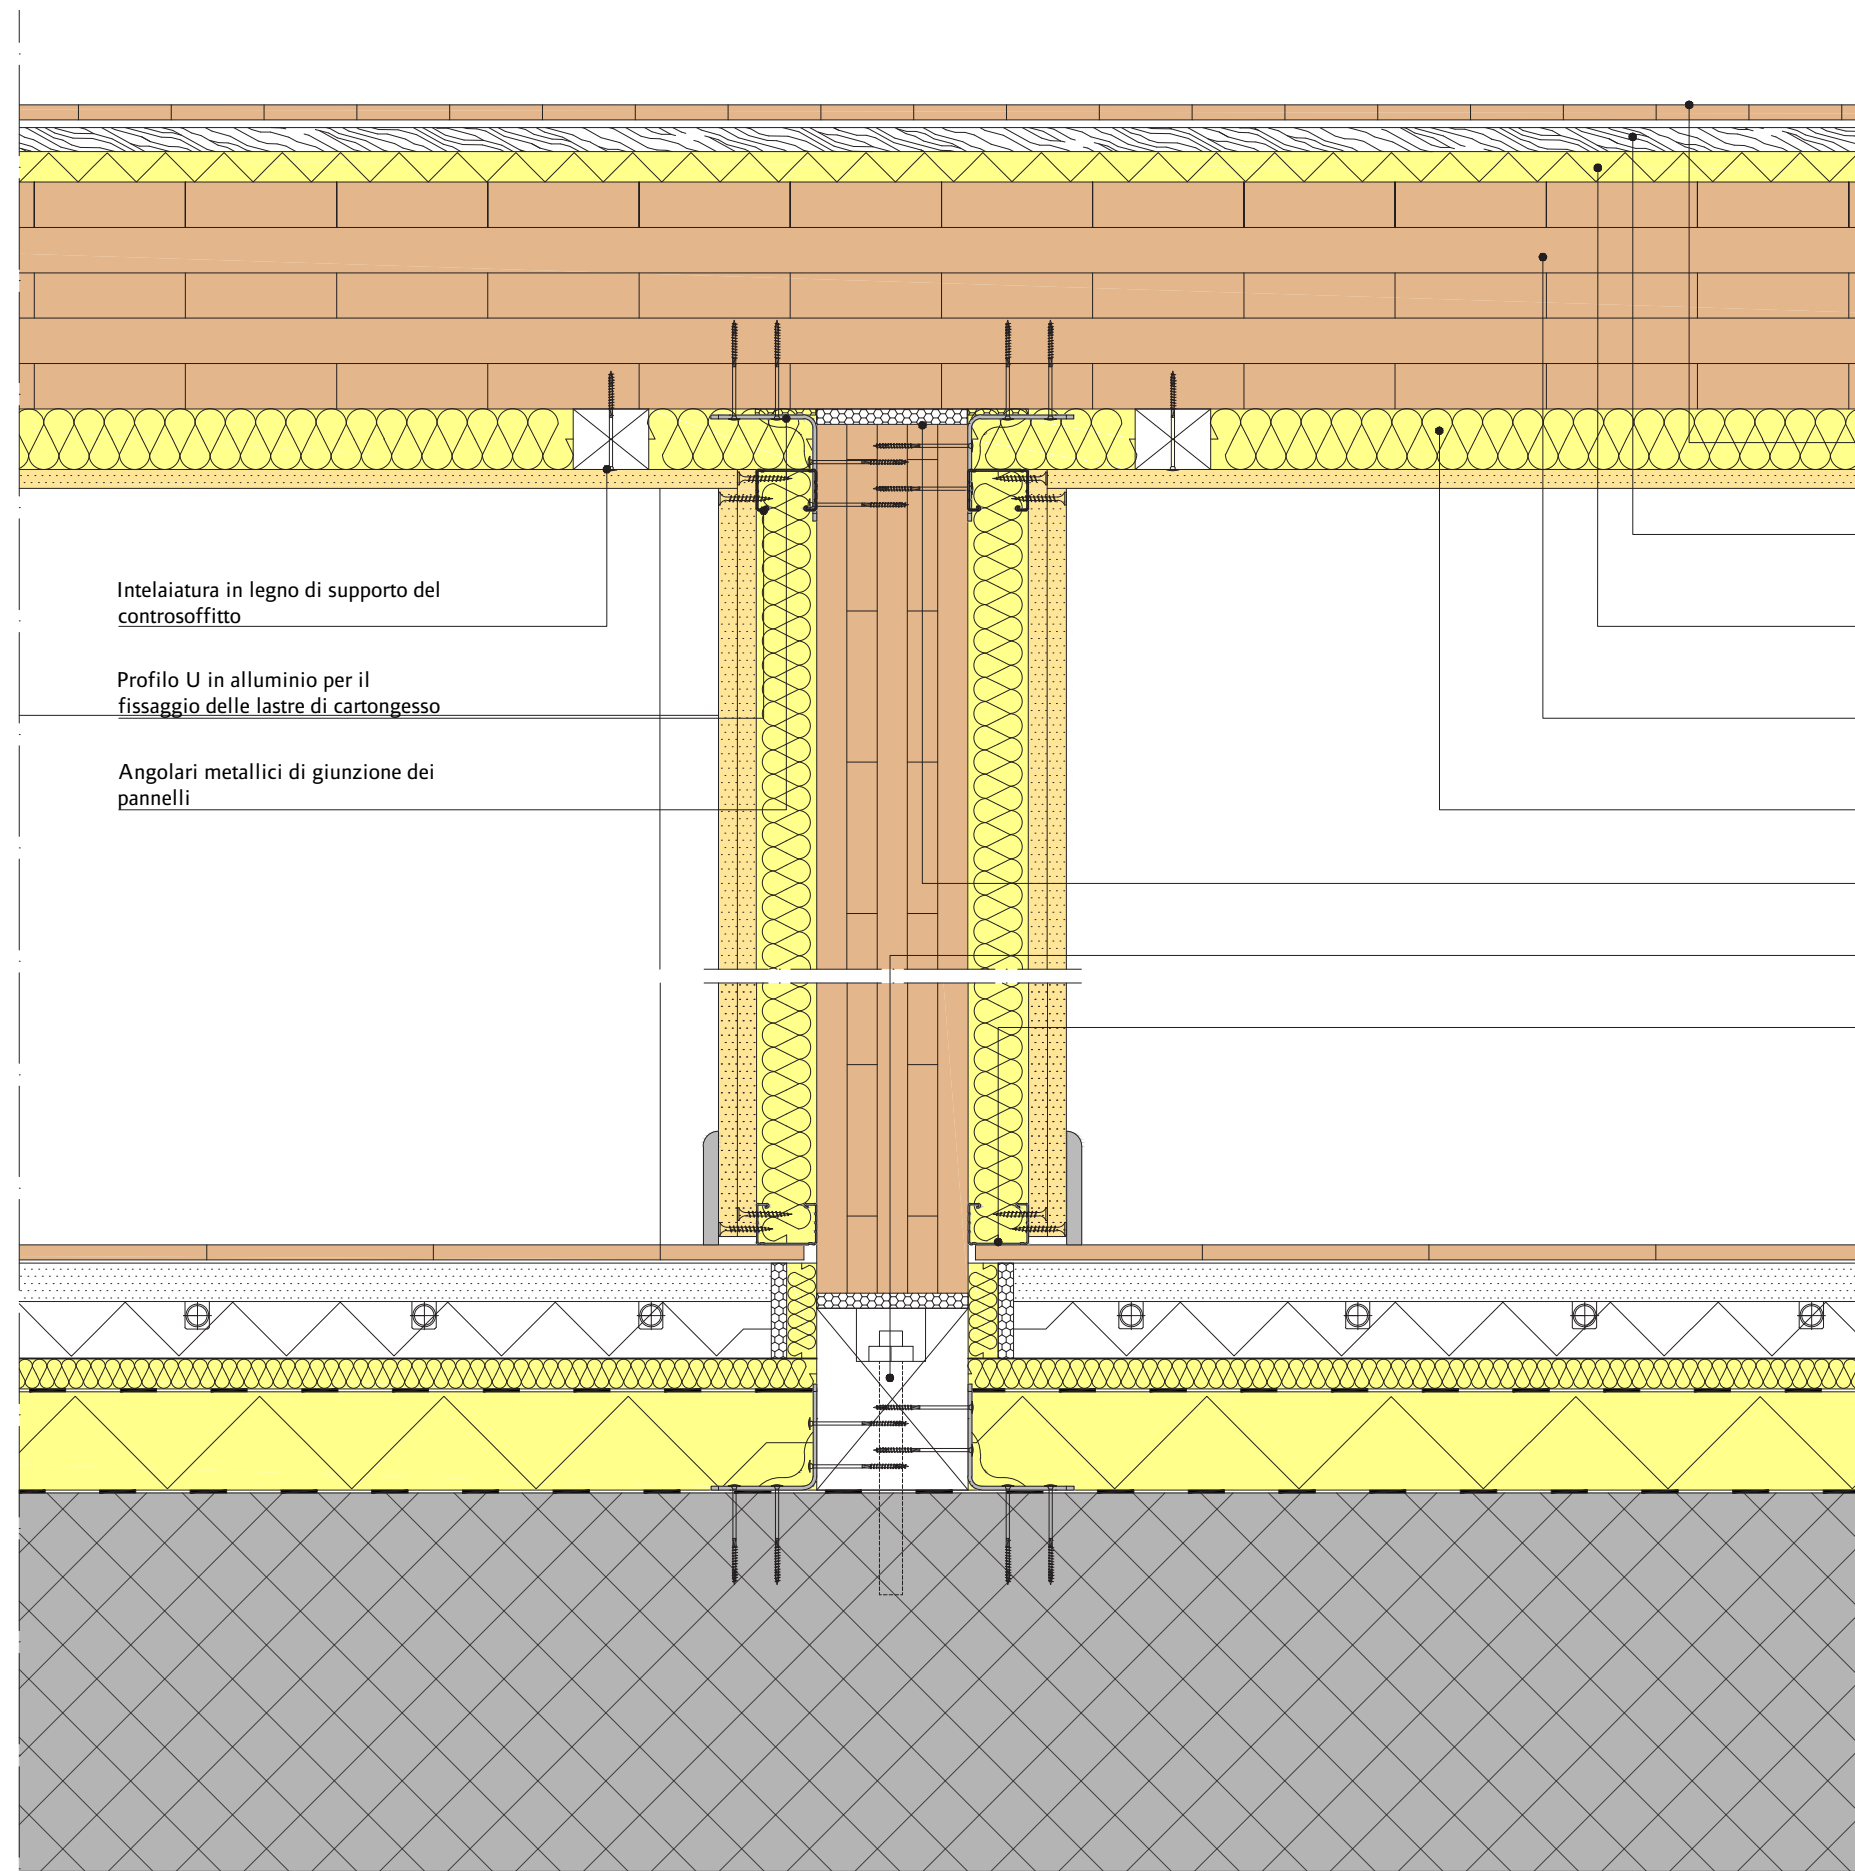 Intelaiatura in legno di supporto del
controsoffitto
Profilo U in alluminio per il
fissaggio delle lastre di cartongesso
Angolari metallici di giunzione dei
pannelli